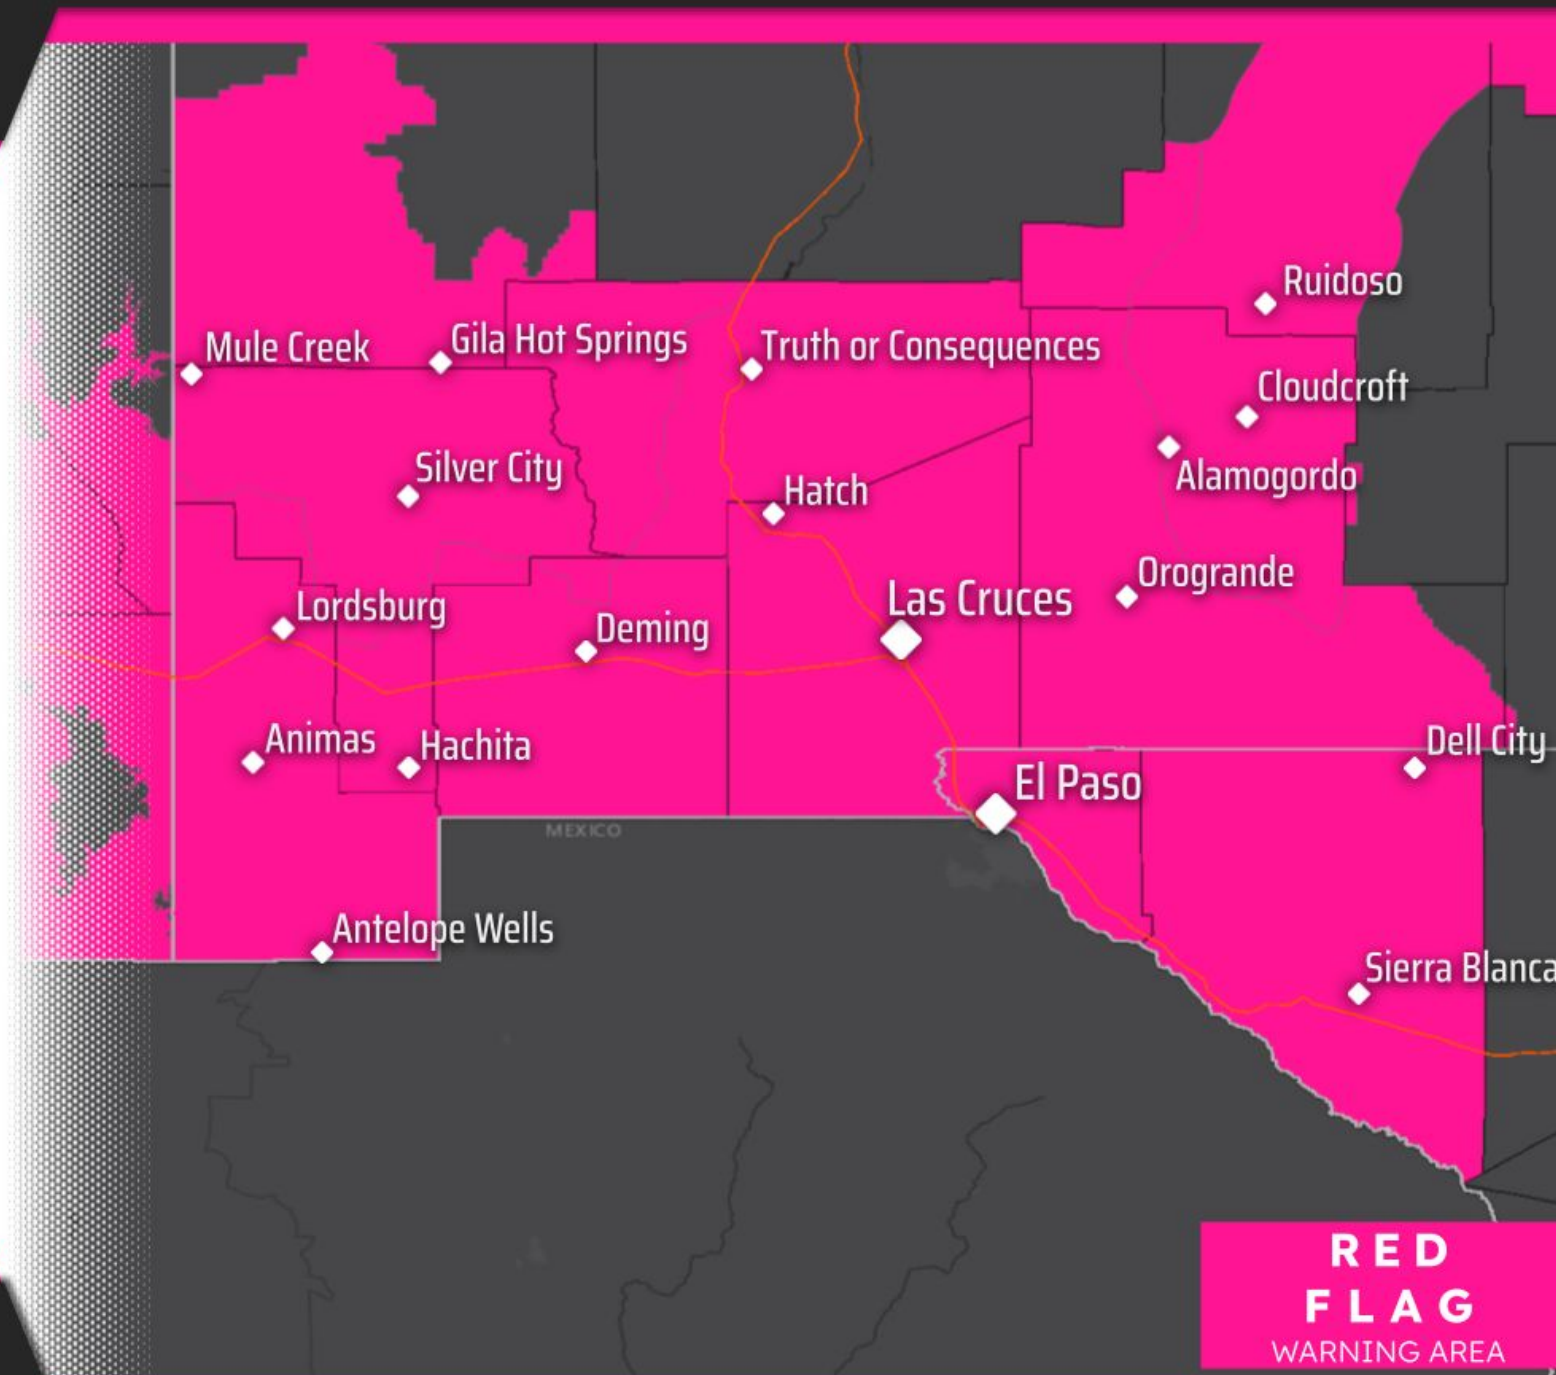 Ruidoso
Mule Creek
Gila Hot Springs
Truth or Consequences
Cloudcroft
Silver City
Alamogordo
Hatch
Orogrande
Lordsburg
Las Cruces
Deming
Animas
Hachita
Dell City
El Paso
MEXICO
Antelope Wells
Sierra Blanca
RED
FLAG
WARNING AREA